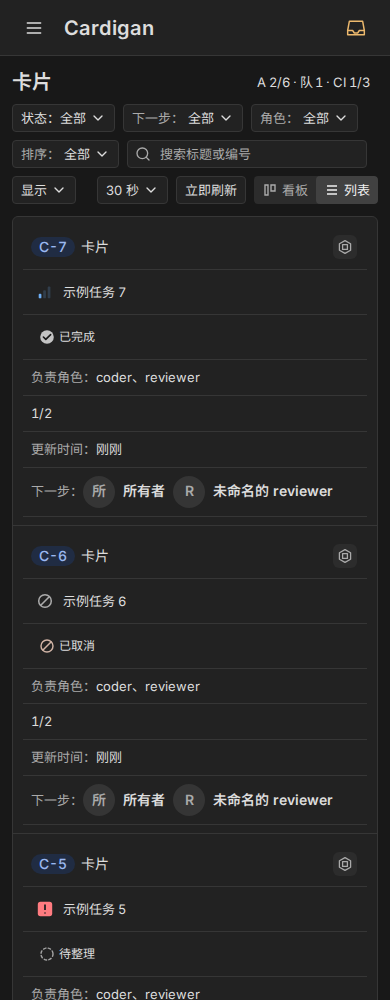 Cardigan
卡片 A 2/6 · 队 1 · CI 1/3
状态：全部 下一步： 全部 角色： 全部
排序： 全部 搜索标题或编号
显示 30 秒 立即刷新 看板 列表
C-7 卡片
示例任务 7
已完成
负责角色：coder、reviewer
1/2
更新时间：刚刚
下一步：所 所有者 R 未命名的 reviewer
C-6 卡片
示例任务 6
已取消
负责角色：coder、reviewer
1/2
更新时间：刚刚
下一步：所 所有者 R 未命名的 reviewer
C-5 卡片
示例任务 5
待整理
负责角色：coder、reviewer